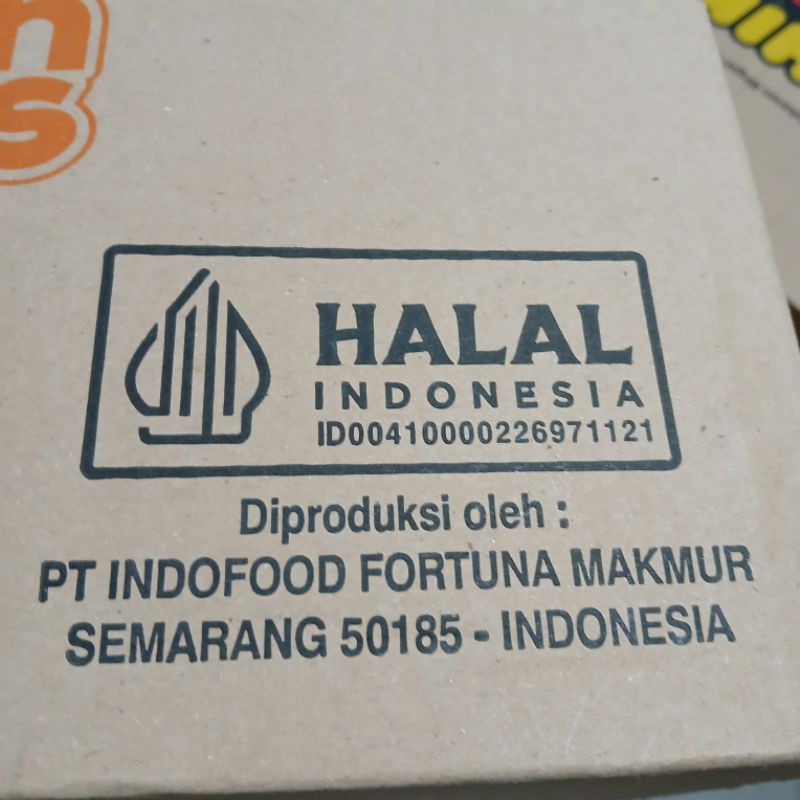 n
s
HALAL
INDONESIA
ID00410000226971121
Diproduksi oleh :
PT INDOFOOD FORTUNA MAKMUR
SEMARANG 50185 - INDONESIA